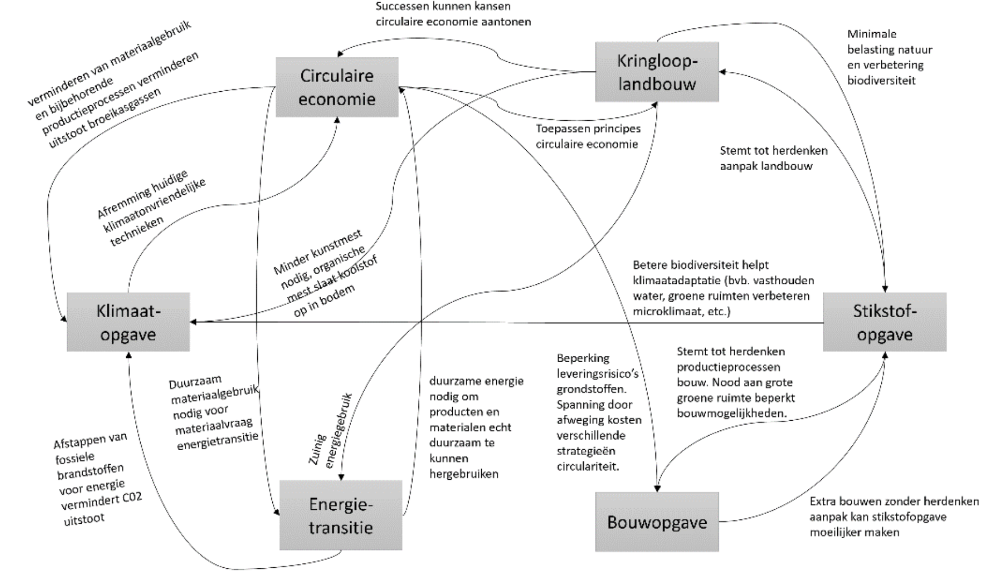 Successen kunnen kansen
circulaire economie aantonen
verminderen van materiaalgebruik
en bijbehorende
productieprocessen verminderen
uitstoot broeikasgassen
Circulaire
economie
Kringloop-
landbouw
Minimale
belasting natuur
en verbetering
biodiversiteit
Toepassen principes
circulaire economie
Stemt tot herdenken
aanpak landbouw
Afremming huidige
klimaatonvriendelijke
technieken
Minder kunstmest
nodig, organische
mest slaat koolstof
op in bodem
Betere biodiversiteit helpt
klimaatadaptatie (bvb. vasthouden
water, groene ruimten verbeteren
microklimaat, etc.)
Klimaat-
opgave
Stikstof-
opgave
Duurzaam
materiaalgebruik
nodig voor
materiaalvraag
energietransitie
Zuinig
energiegebruik
duurzame energie
nodig om
producten en
materialen echt
duurzaam te
kunnen
hergebruiken
Beperking
leveringsrisico's
grondstoffen.
Spanning door
afweging kosten
verschillende
strategieën
circulariteit.
Stemt tot herdenken
productieprocessen
bouw. Nood aan grote
groene ruimte beperkt
bouwmogelijkheden.
Afstappen van
fossiele
brandstoffen
voor energie
vermindert C02
uitstoot
Energie-
transitie
Bouwopgave
Extra bouwen zonder herdenken
aanpak kan stikstofopgave
moeilijker maken